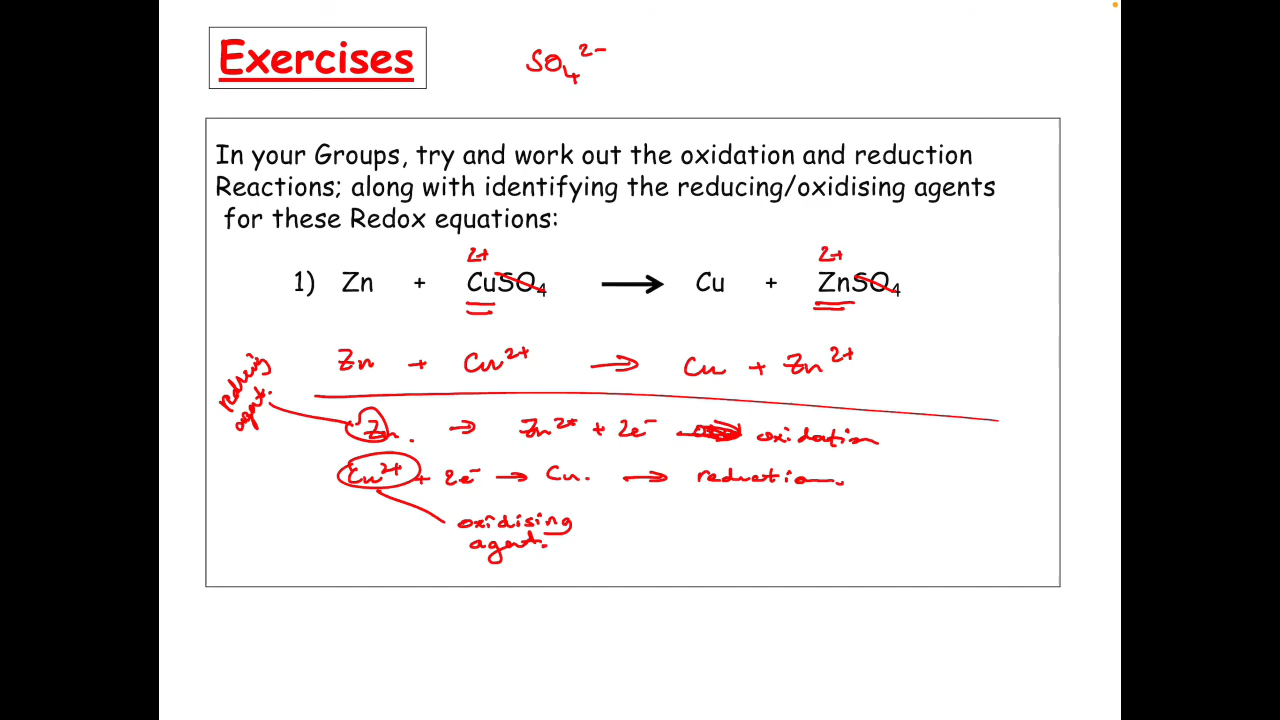 Exercises
SO₄²⁻
In your Groups, try and work out the oxidation and reduction
Reactions; along with identifying the reducing/oxidising agents
for these Redox equations:
2+ 2+
1) Zn + CuSO₄ → Cu + ZnSO₄
Zn + Cu²⁺ → Cu + Zn²⁺
reducing
agent.
Zn. → Zn²⁺ + 2e⁻ oxidation
Cu²⁺ + 2e⁻ → Cu. → reduction.
oxidising
agent.